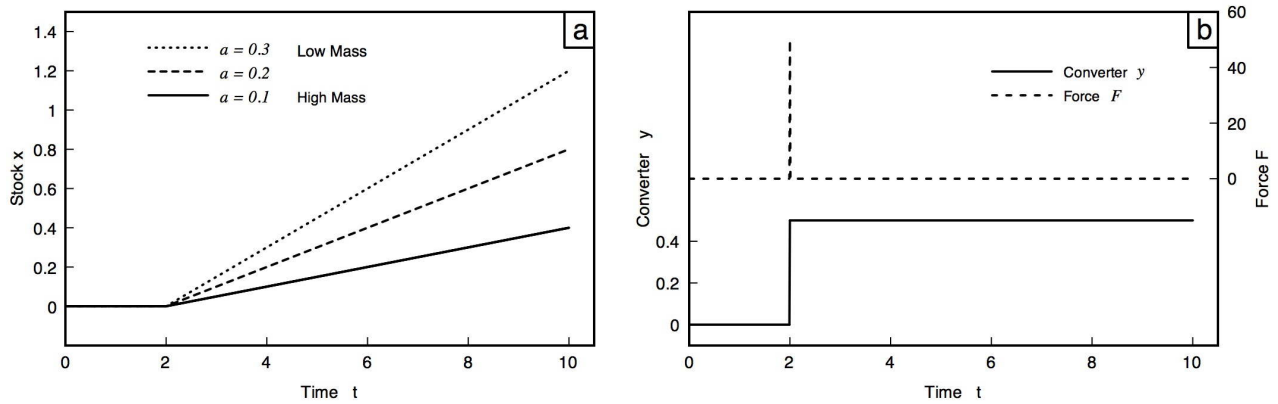 a
1.4
1.2
1.0
0.8
0.6
0.4
0.2
0
Stock x
a = 0.3 Low Mass
a = 0.2
a = 0.1 High Mass
0 2 4 6 8 10
Time t
b
Converter y
0.4
0.2
0
Converter y
Force F
60
40
20
0
Force F
0 2 4 6 8 10
Time t